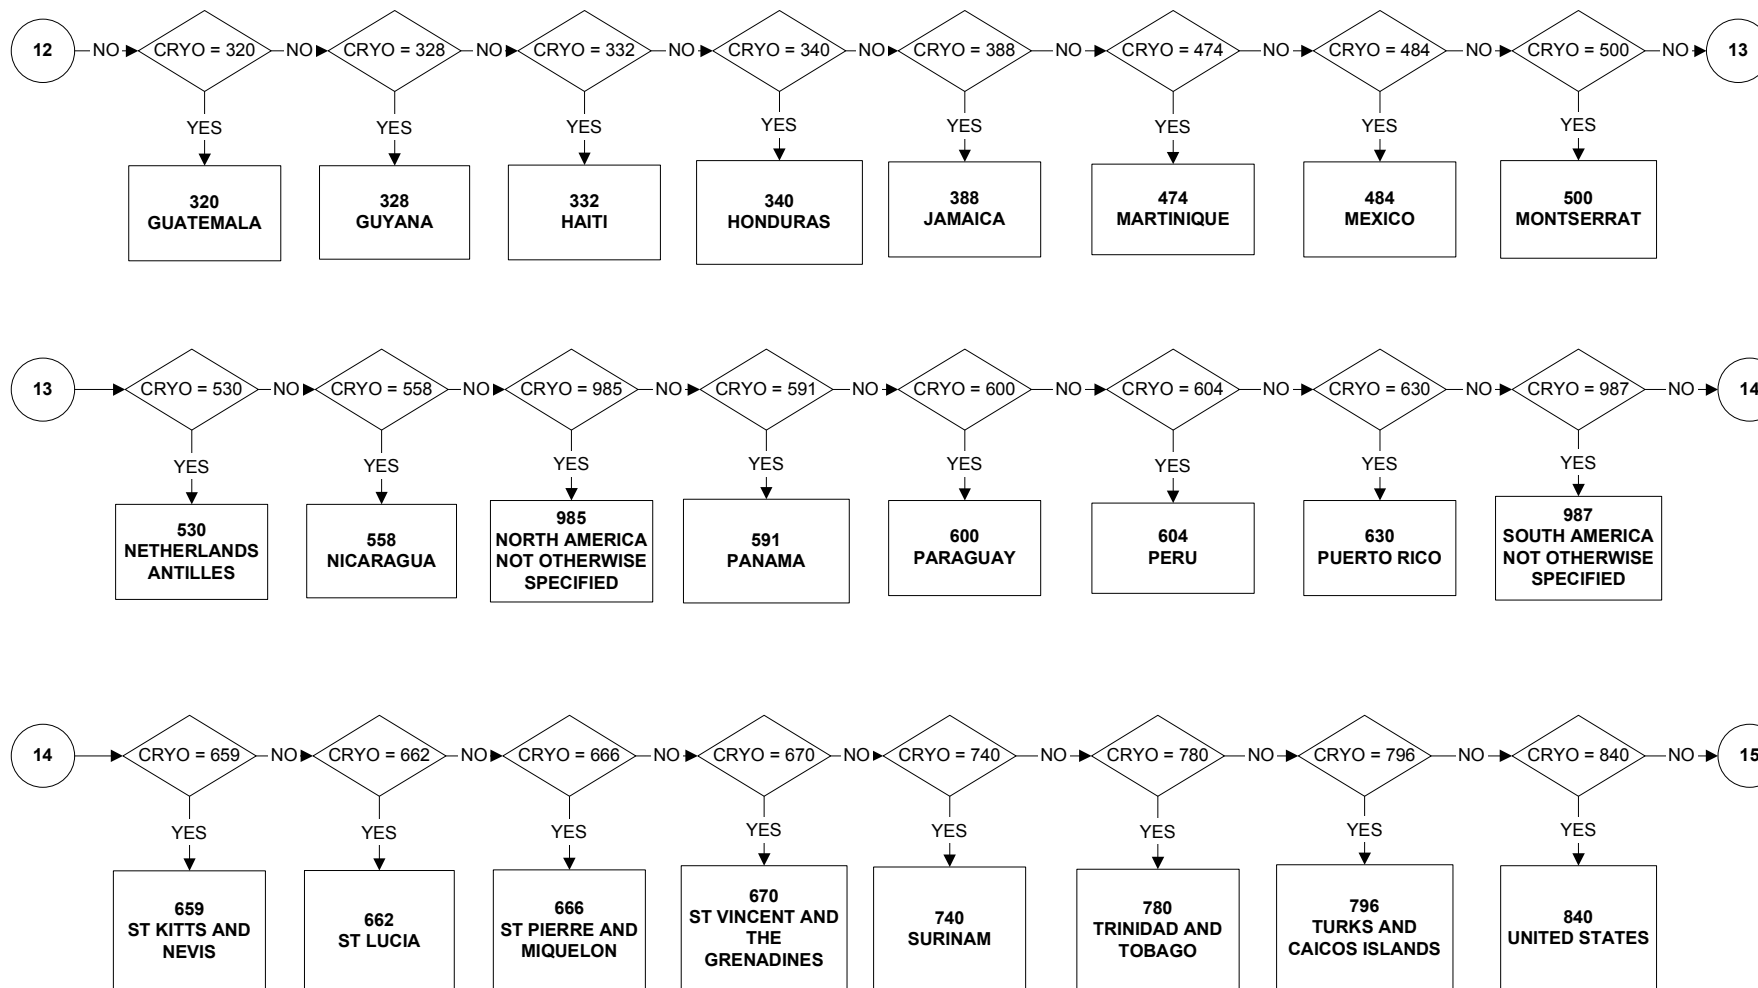 12 NO CRYO = 320 NO CRYO = 328 NO CRYO = 332 NO CRYO = 340 NO CRYO = 388 NO CRYO = 474 NO CRYO = 484 NO CRYO = 500 NO 13
YES YES YES YES YES YES YES YES
320
GUATEMALA
328
GUYANA
332
HAITI
340
HONDURAS
388
JAMAICA
474
MARTINIQUE
484
MEXICO
500
MONTSERRAT
13 CRYO = 530 NO CRYO = 558 NO CRYO = 985 NO CRYO = 591 NO CRYO = 600 NO CRYO = 604 NO CRYO = 630 NO CRYO = 987 NO 14
YES YES YES YES YES YES YES YES
530
NETHERLANDS
ANTILLES
558
NICARAGUA
985
NORTH AMERICA
NOT OTHERWISE
SPECIFIED
591
PANAMA
600
PARAGUAY
604
PERU
630
PUERTO RICO
987
SOUTH AMERICA
NOT OTHERWISE
SPECIFIED
14 CRYO = 659 NO CRYO = 662 NO CRYO = 666 NO CRYO = 670 NO CRYO = 740 NO CRYO = 780 NO CRYO = 796 NO CRYO = 840 NO 15
YES YES YES YES YES YES YES YES
659
ST KITTS AND
NEVIS
662
ST LUCIA
666
ST PIERRE AND
MIQUELON
670
ST VINCENT AND
THE
GRENADINES
740
SURINAM
780
TRINIDAD AND
TOBAGO
796
TURKS AND
CAICOS ISLANDS
840
UNITED STATES